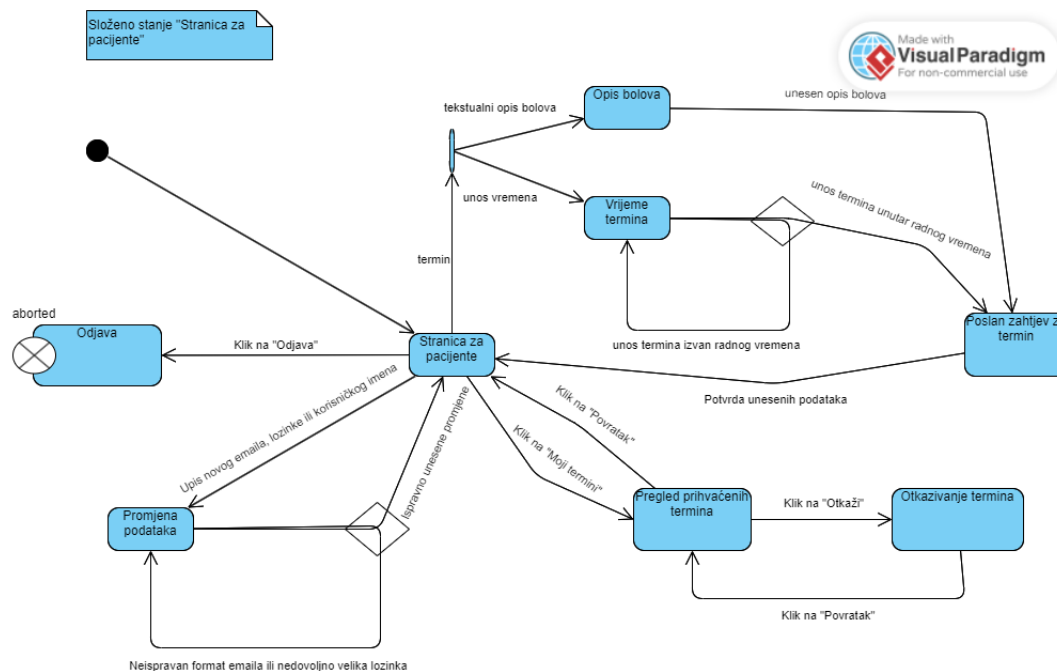 Složeno stanje "Stranica za
pacijente"
Made with
VisualParadigm
For non-commercial use
Opis bolova
unesen opis bolova
tekstualni opis bolova
unos vremena
Vrijeme
termina
unos termina unutar radnog vremena
termin
unos termina izvan radnog vremena
aborted
Odjava
Klik na "Odjava"
Stranica za
pacijente
Poslan zahtjev za
termin
Potvrda unesenih podataka
Upis novog emaila, lozinke ili korisničkog imena
Ispravno unesene promjene
Klik na "Povratak"
Klik na "Moji termini"
Promjena
podataka
Pregled prihvaćenih
termina
Klik na "Otkaži"
Otkazivanje termina
Klik na "Povratak"
Neispravan format emaila ili nedovoljno velika lozinka